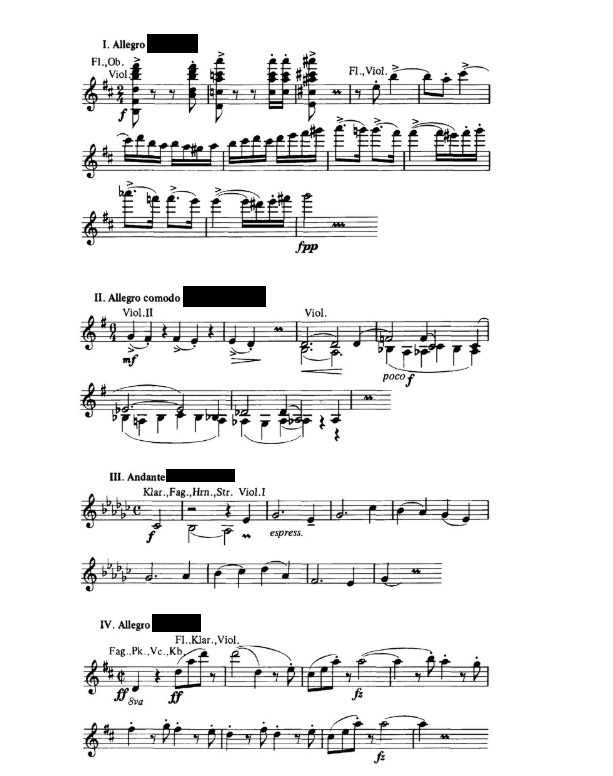 I. Allegro
Fl.,Ob.
Viol.
Fl.,Viol.
f
fpp
II. Allegro comodo
Viol.II
Viol.
mf
poco f
III. Andante
Klar.,Fag.,Hrn.,Str. Viol.I
f
espress.
IV. Allegro
Fl.,Klar.,Viol.
Fag.,Pk.,Vc.,Kb.
ff 8va ff fz
fz